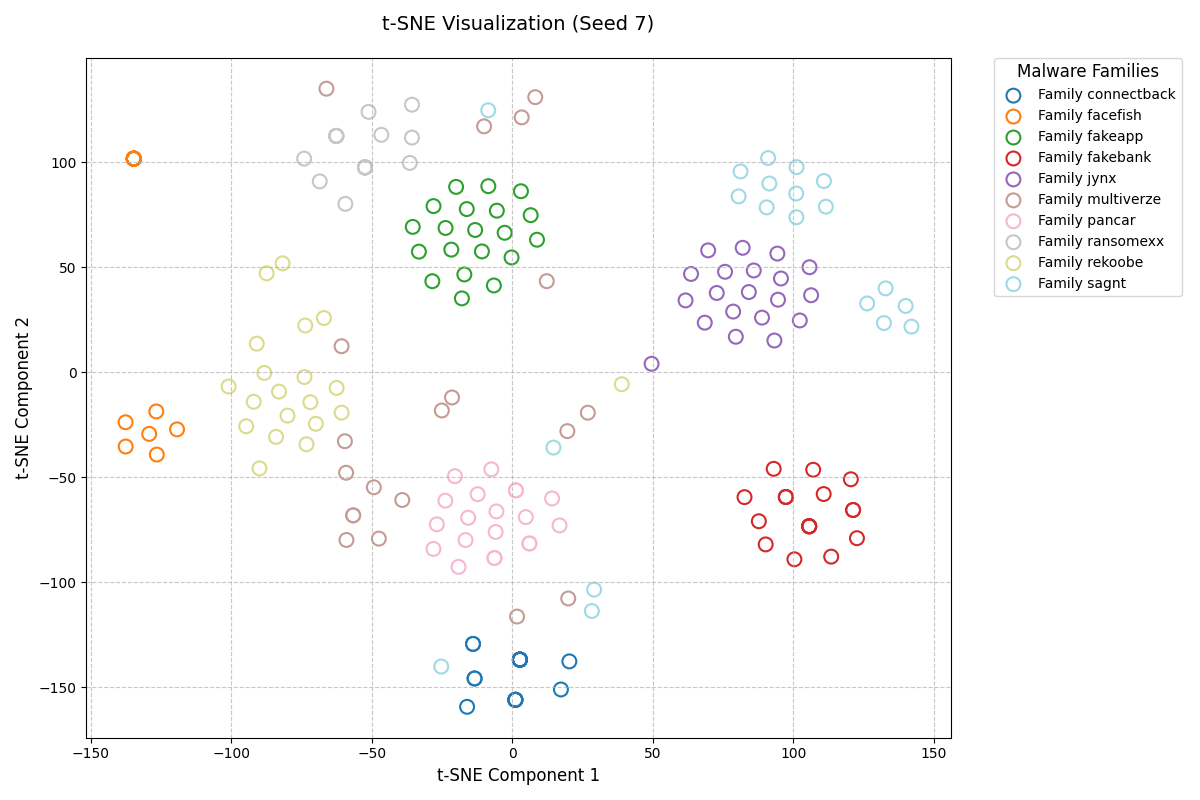 t-SNE Visualization (Seed 7)
Malware Families
Family connectback
Family facefish
Family fakeapp
Family fakebank
Family jynx
Family multiverze
Family pancar
Family ransomexx
Family rekoobe
Family sagnt
t-SNE Component 2
100
50
0
−50
−100
−150
−150
−100
−50
0
50
100
150
t-SNE Component 1